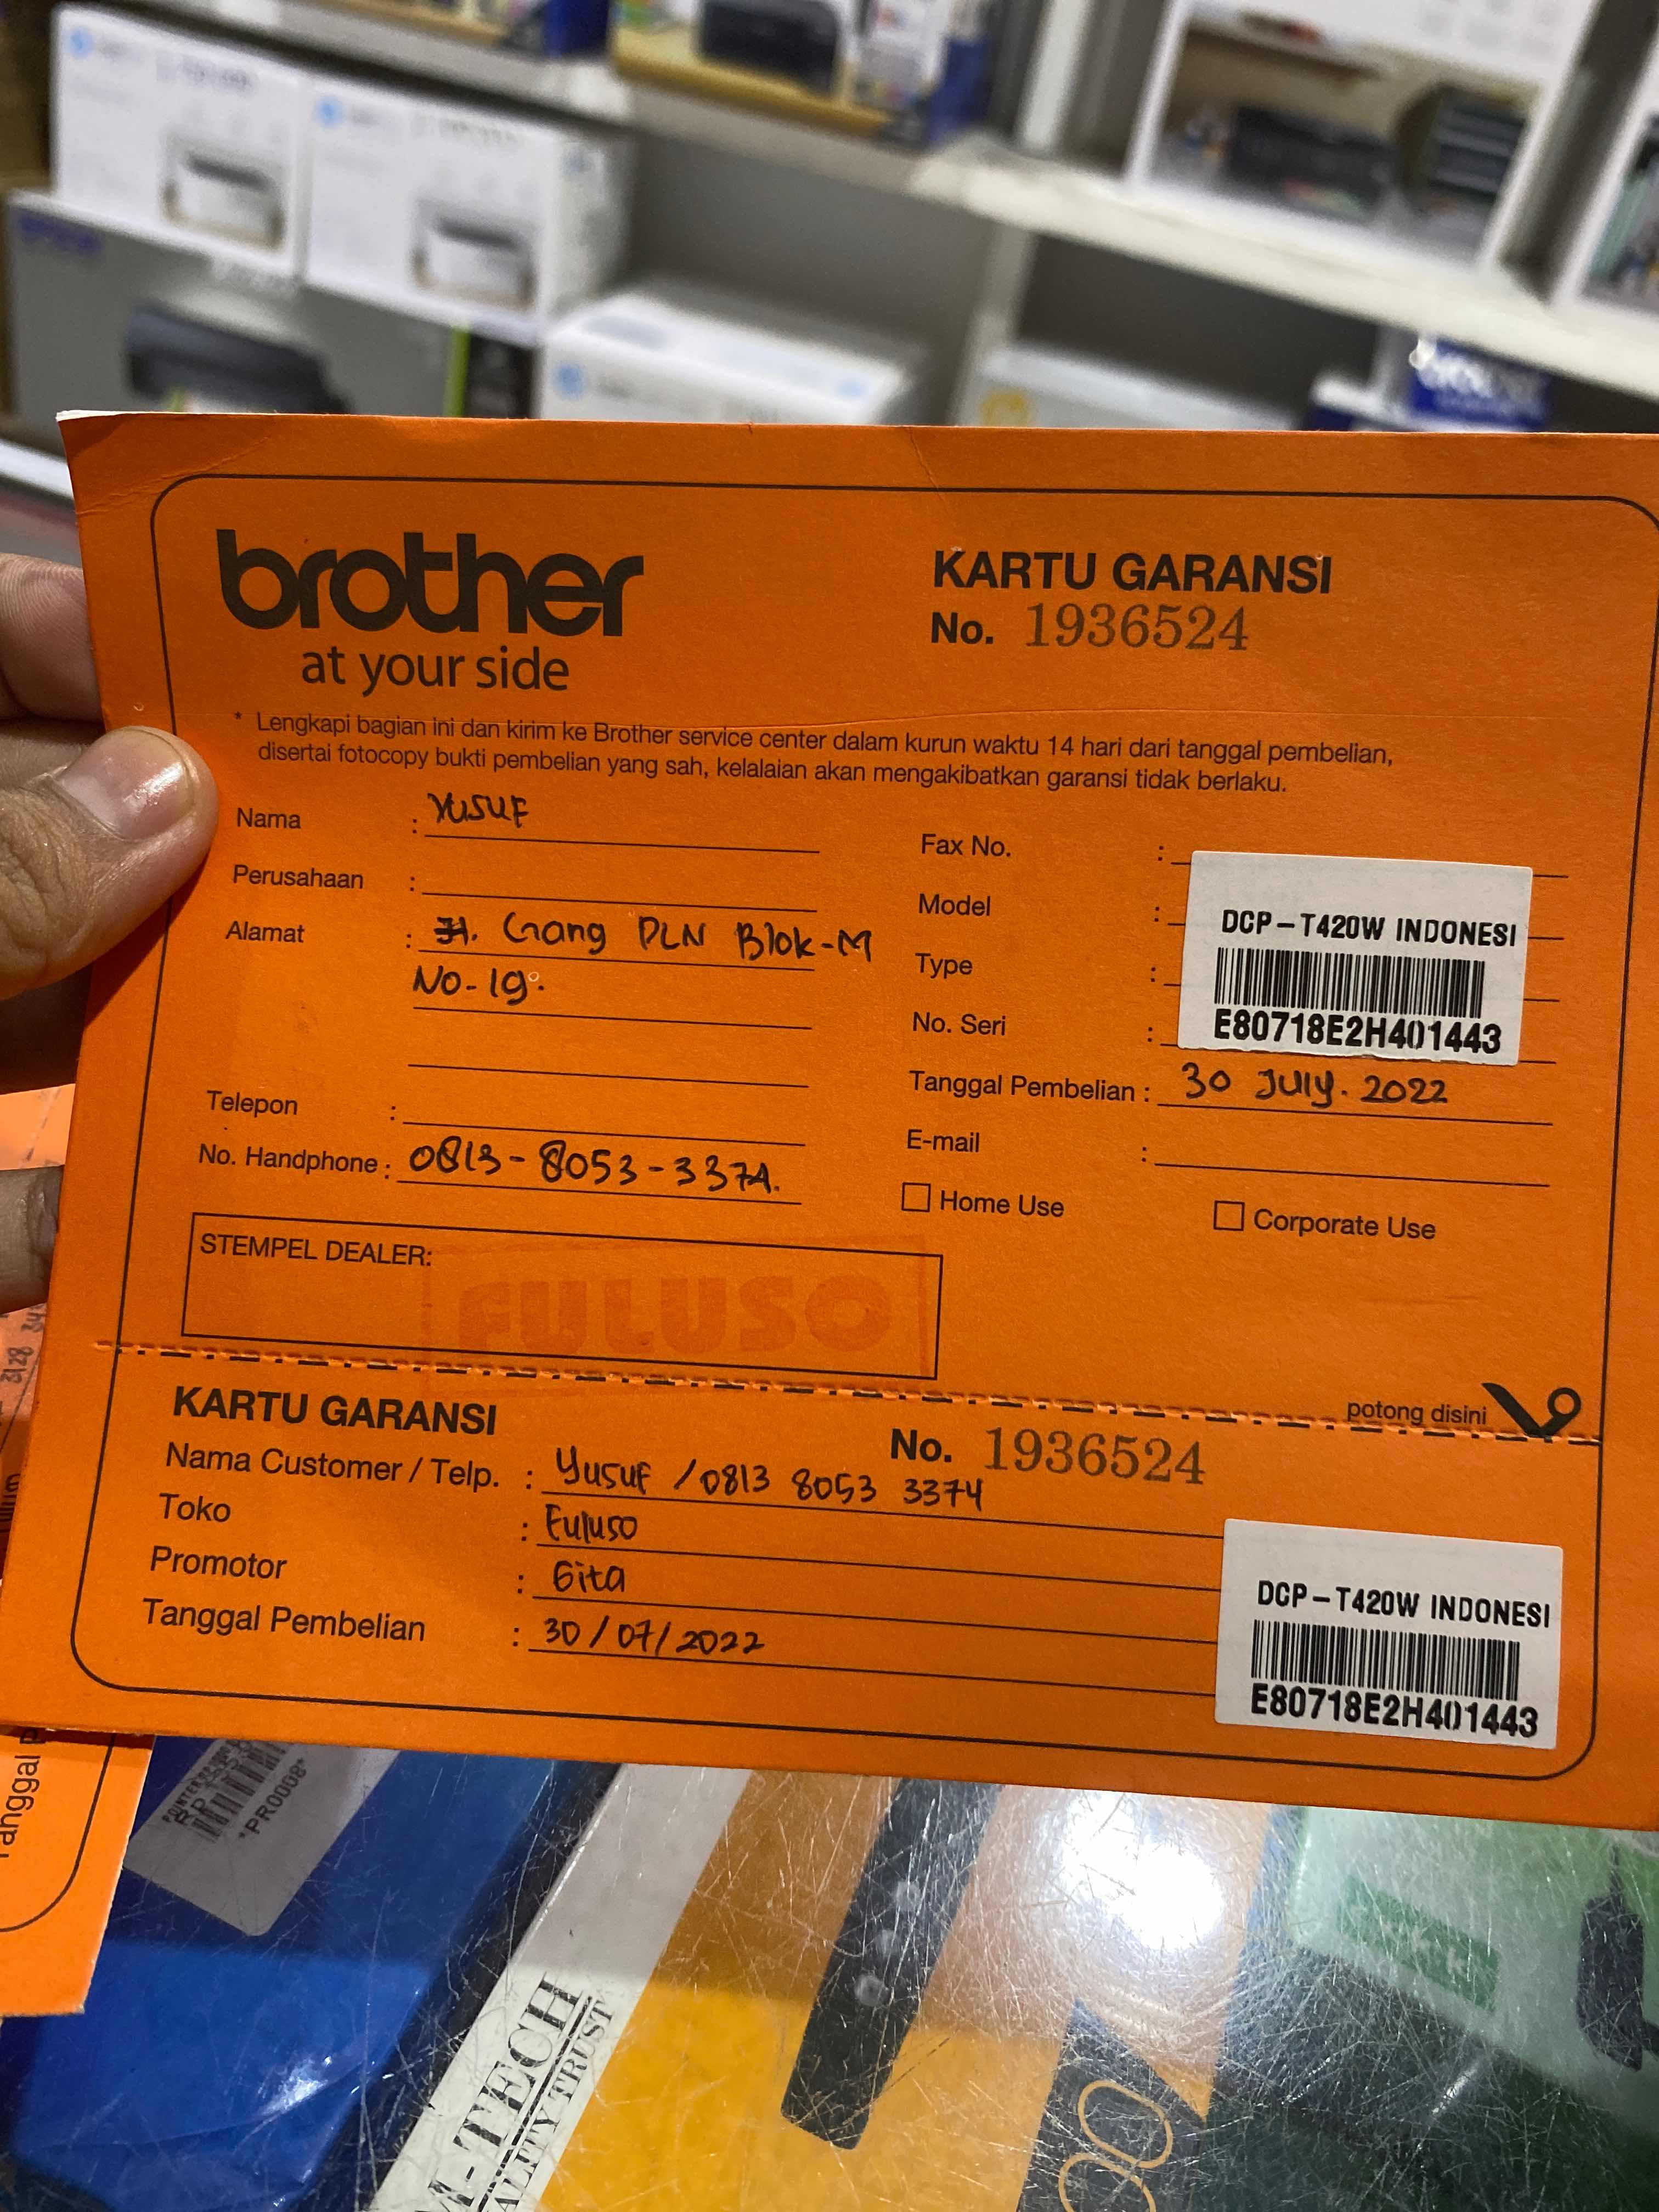 brother
at your side
KARTU GARANSI
No. 1936524
* Lengkapi bagian ini dan kirim ke Brother service center dalam kurun waktu 14 hari dari tanggal pembelian,
disertai fotocopy bukti pembelian yang sah, kelalaian akan mengakibatkan garansi tidak berlaku.
Nama : YUSUF
Perusahaan :
Alamat : Jl. Gang PLN Blok-M
No-19.
Telepon :
No. Handphone : 0813-8053-3374.
Fax No. :
Model :
Type :
No. Seri :
DCP-T420W INDONESI
E80718E2H401443
Tanggal Pembelian : 30 July. 2022
E-mail :
Home Use
Corporate Use
STEMPEL DEALER:
FULUSO
potong disini
KARTU GARANSI
No. 1936524
Nama Customer / Telp. : Yusuf / 0813 8053 3374
Toko : Fuluso
Promotor : Gita
Tanggal Pembelian : 30/07/2022
DCP-T420W INDONESI
E80718E2H401443
*PR0008*
M-TECH